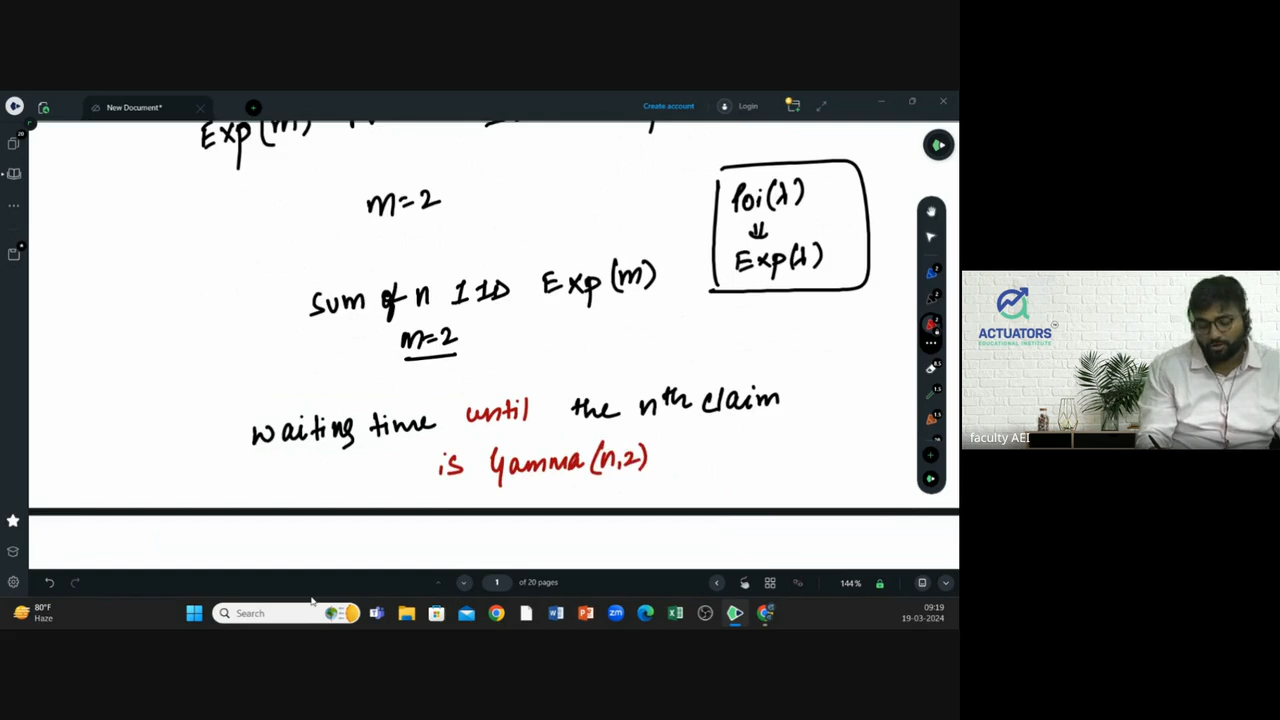 New Document*
Create account
Login
Exp(m)
m=2
Poi(λ)
⇓
Exp(λ)
sum of n IID Exp(m)
m=2
waiting time until the nth claim
is Gamma(n,2)
1 of 20 pages
144%
80°F
Haze
Search
09:19
19-03-2024
ACTUATORS
EDUCATIONAL INSTITUTE
faculty AEI